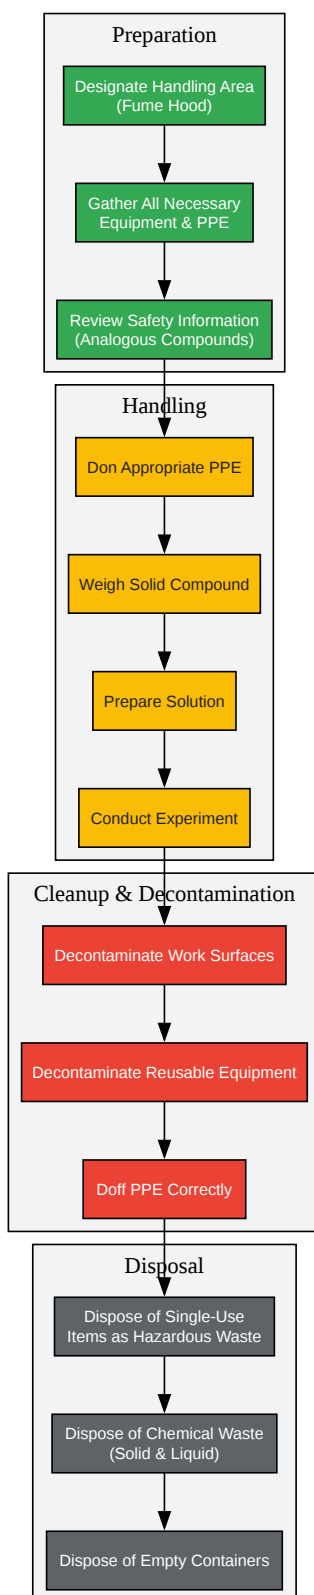 Preparation
Designate Handling Area
(Fume Hood)
Gather All Necessary
Equipment & PPE
Review Safety Information
(Analogous Compounds)
Handling
Don Appropriate PPE
Weigh Solid Compound
Prepare Solution
Conduct Experiment
Cleanup & Decontamination
Decontaminate Work Surfaces
Decontaminate Reusable Equipment
Doff PPE Correctly
Disposal
Dispose of Single-Use
Items as Hazardous Waste
Dispose of Chemical Waste
(Solid & Liquid)
Dispose of Empty Containers